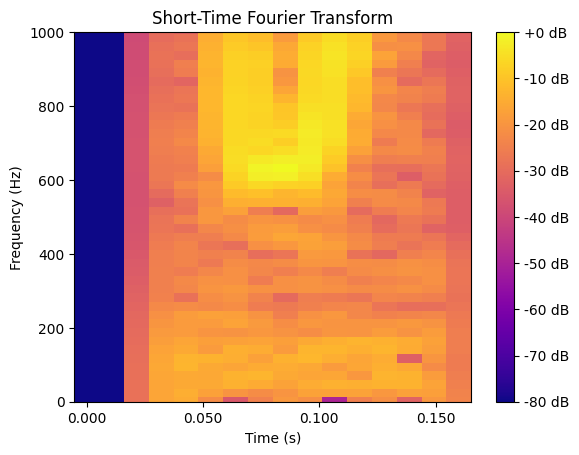 Short-Time Fourier Transform
1000
800
600
400
200
0
Frequency (Hz)
0.000
0.050
0.100
0.150
Time (s)
+0 dB
-10 dB
-20 dB
-30 dB
-40 dB
-50 dB
-60 dB
-70 dB
-80 dB